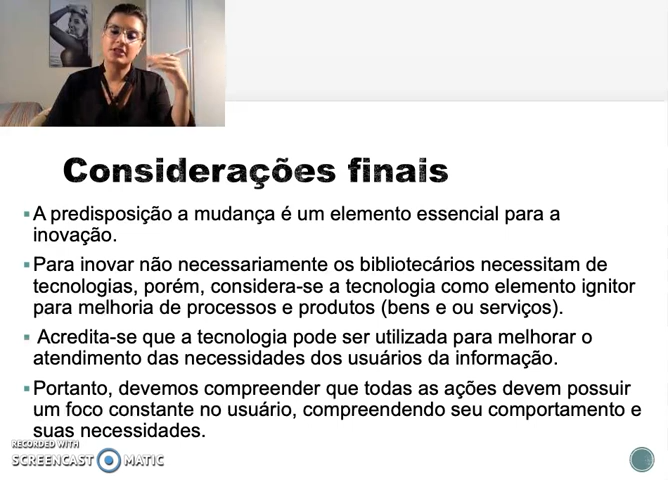 Considerações finais
A predisposição a mudança é um elemento essencial para a
inovação.
Para inovar não necessariamente os bibliotecários necessitam de
tecnologias, porém, considera-se a tecnologia como elemento ignitor
para melhoria de processos e produtos (bens e ou serviços).
Acredita-se que a tecnologia pode ser utilizada para melhorar o
atendimento das necessidades dos usuários da informação.
Portanto, devemos compreender que todas as ações devem possuir
um foco constante no usuário, compreendendo seu comportamento e
suas necessidades.
RECORDED WITH
SCREENCAST MATIC